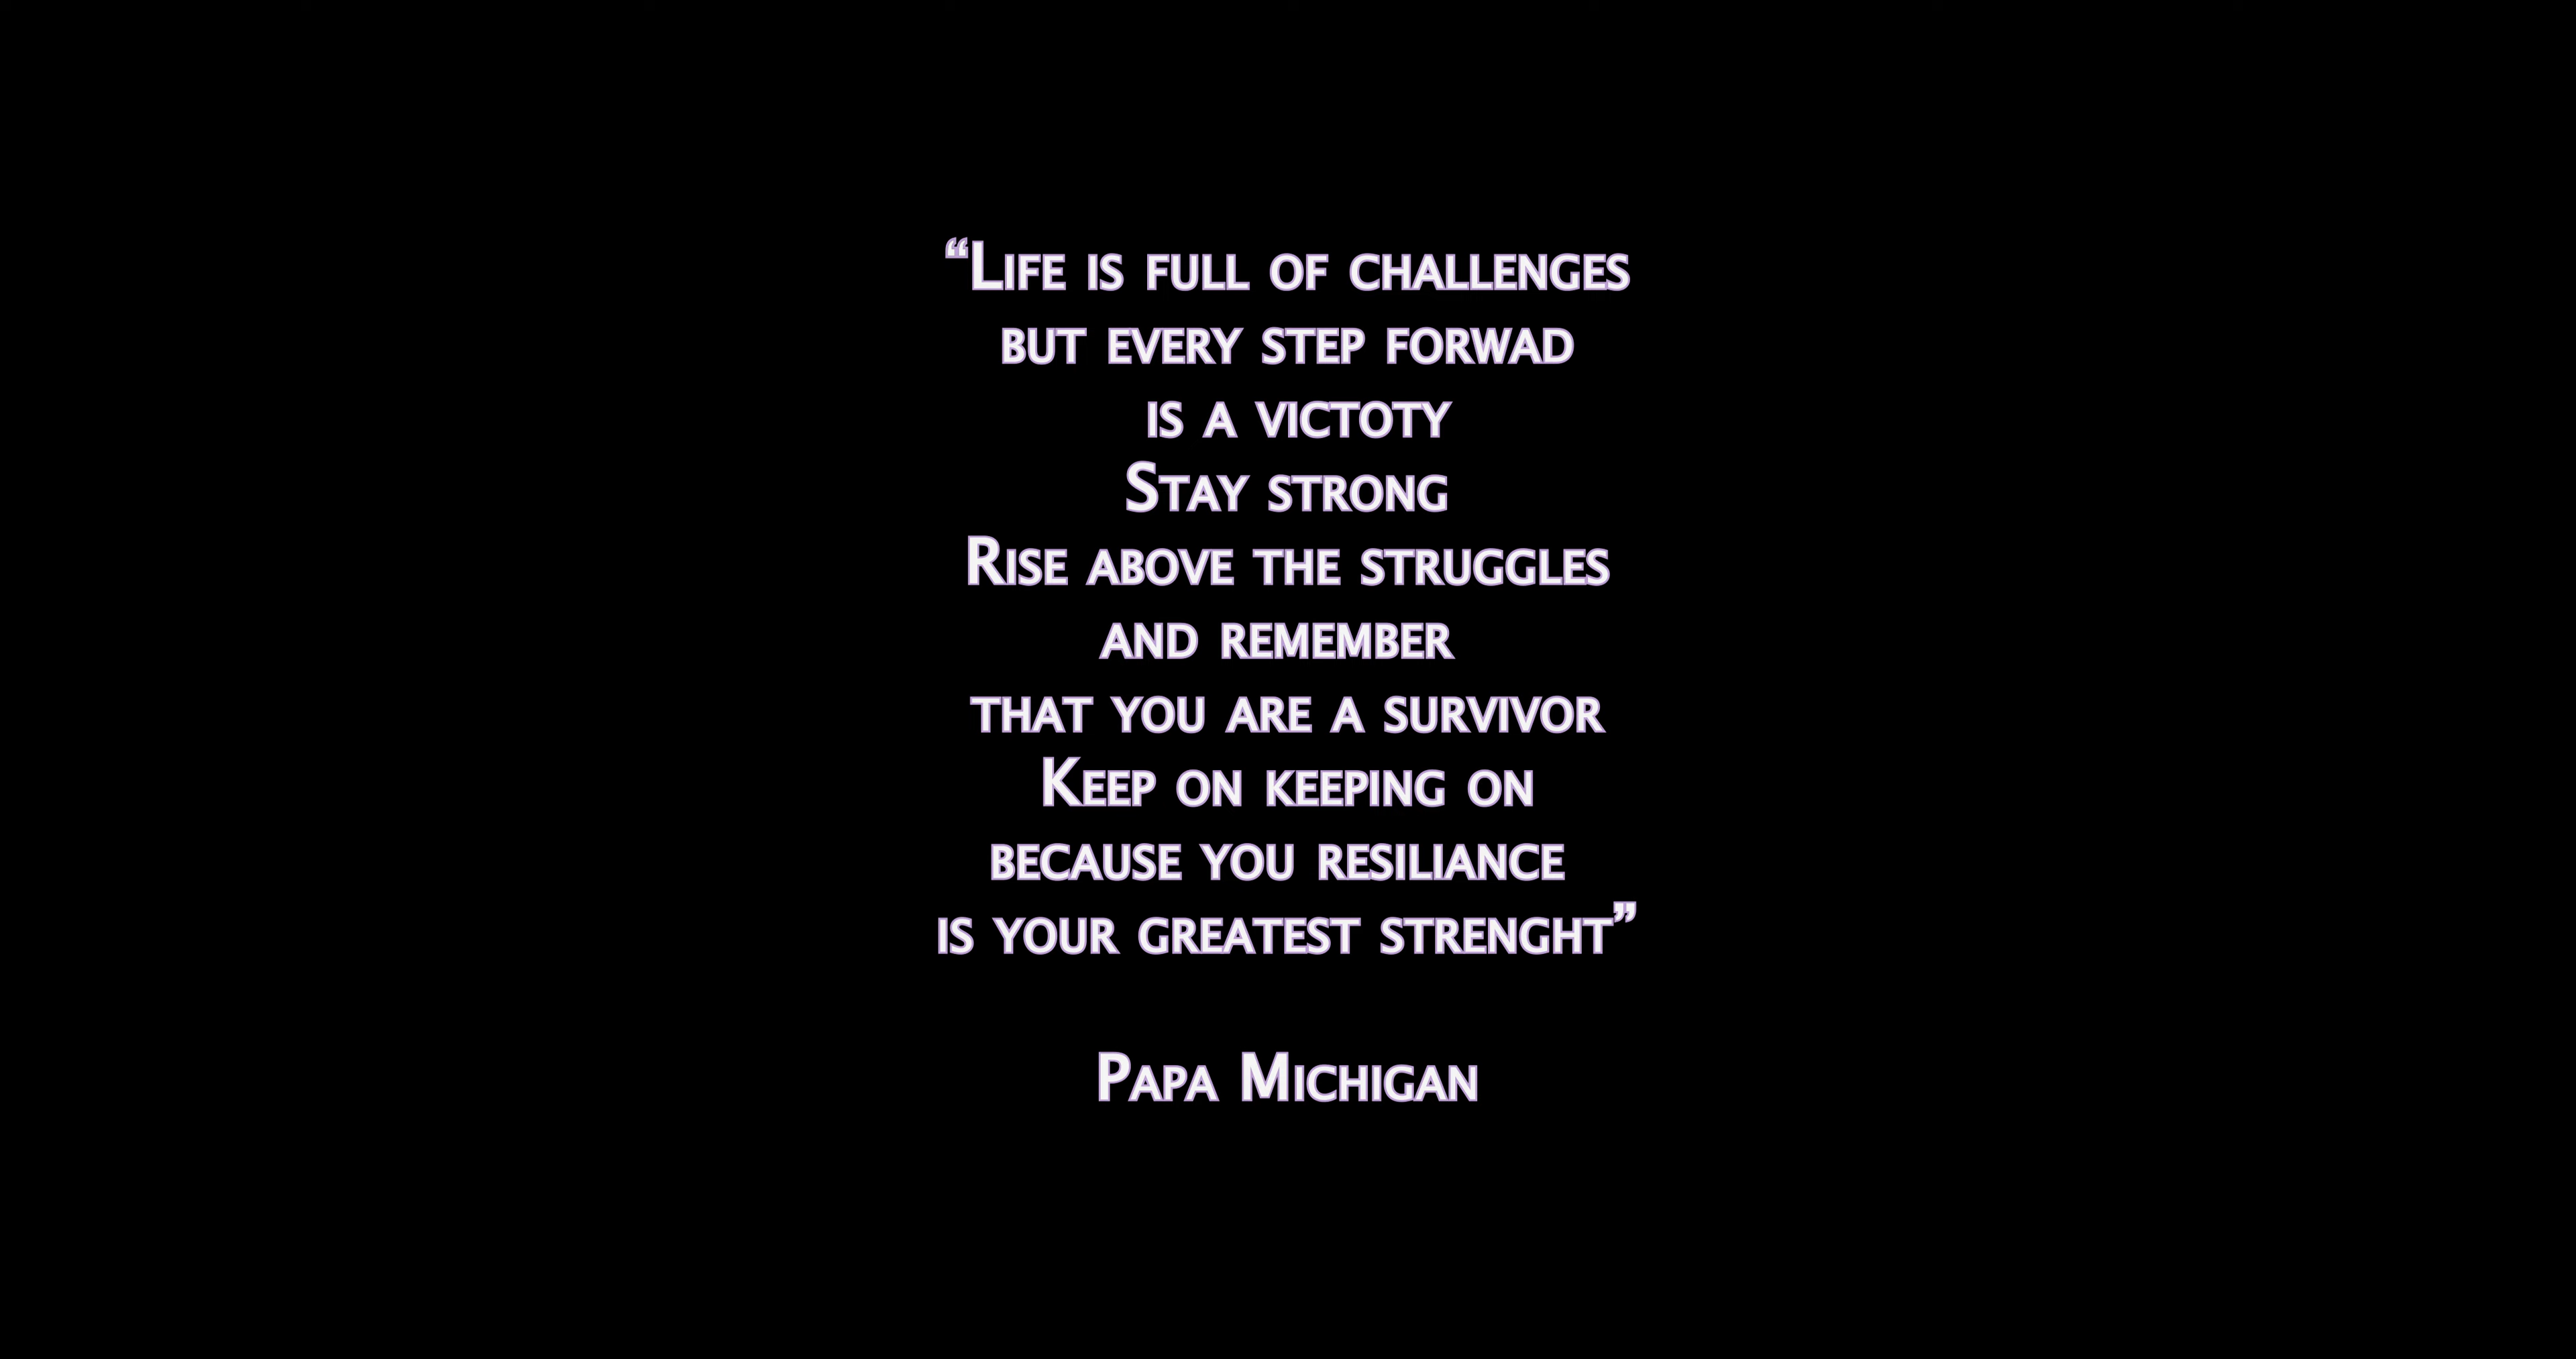 “Life is full of challenges
but every step forwad
is a victoty
Stay strong
Rise above the struggles
and remember
that you are a survivor
Keep on keeping on
because you resiliance
is your greatest strenght”
Papa Michigan